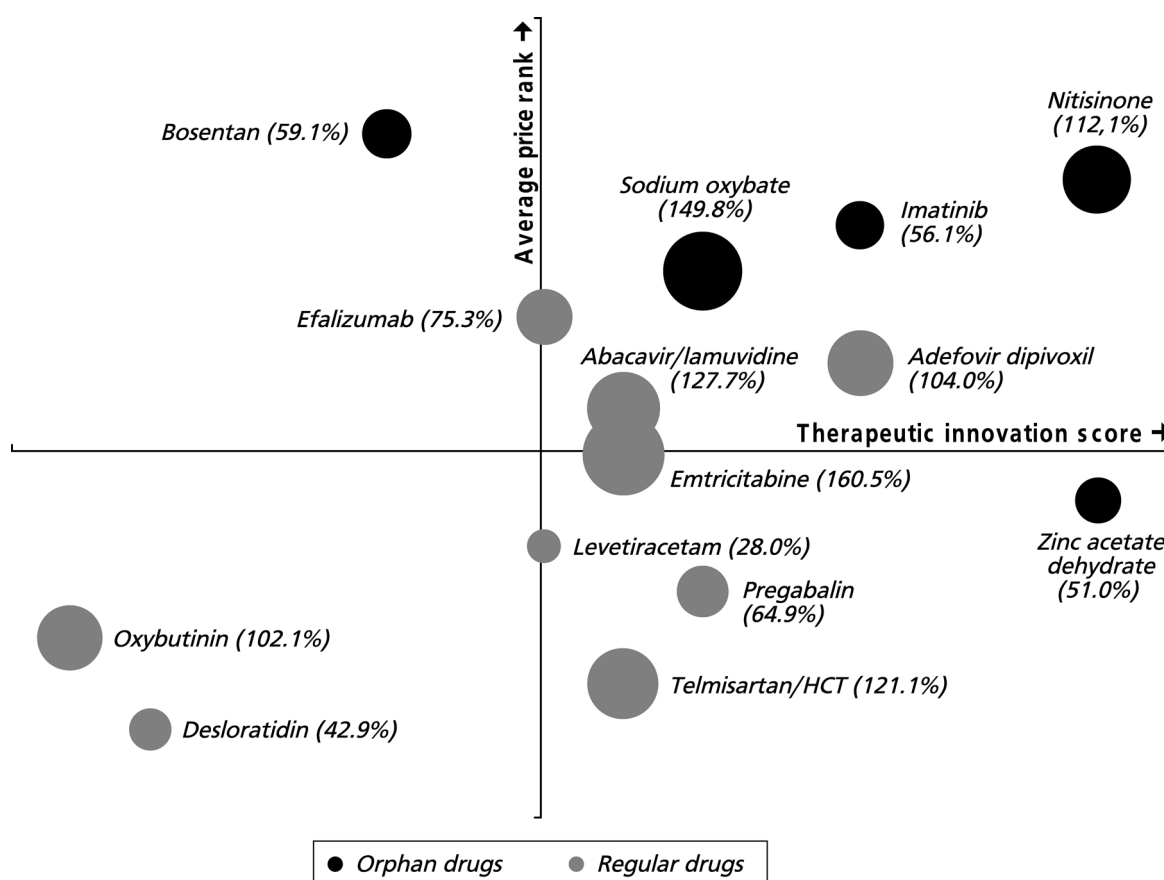 Average price rank
Bosentan (59.1%)
Nitisinone
(112,1%)
Sodium oxybate
(149.8%)
Imatinib
(56.1%)
Efalizumab (75.3%)
Abacavir/lamuvidine
(127.7%)
Adefovir dipivoxil
(104.0%)
Therapeutic innovation score
Emtricitabine (160.5%)
Levetiracetam (28.0%)
Zinc acetate
dehydrate
(51.0%)
Pregabalin
(64.9%)
Oxybutinin (102.1%)
Telmisartan/HCT (121.1%)
Desloratidin (42.9%)
Orphan drugs
Regular drugs